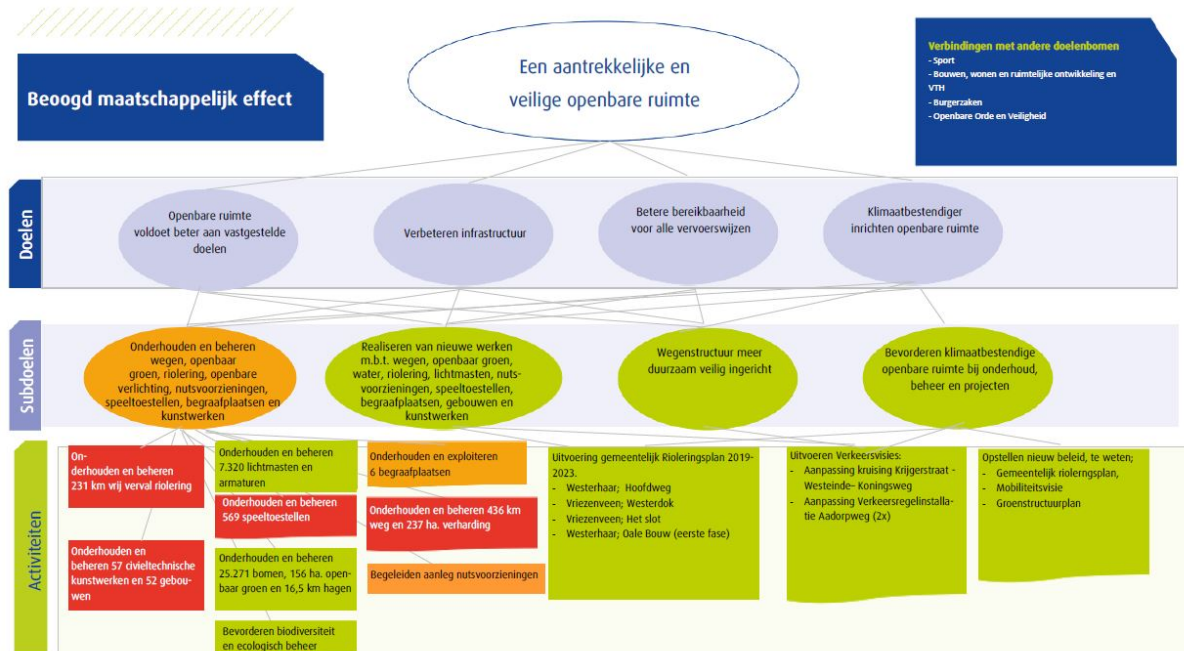 Beoogd maatschappelijk effect
Een aantrekkelijke en
veilige openbare ruimte
Verbindingen met andere doelenbomen
- Sport
- Bouwen, wonen en ruimtelijke ontwikkeling en
VTH
- Burgerzaken
- Openbare Orde en Veiligheid
Doelen
Openbare ruimte
voldoet beter aan vastgestelde
doelen
Verbeteren infrastructuur
Betere bereikbaarheid
voor alle vervoerswijzen
Klimaatbestendiger
inrichten openbare ruimte
Subdoelen
Onderhouden en beheren
wegen, openbaar
groen, riolering, openbare
verlichting, nutsvoorzieningen,
speeltoestellen, begraafplaatsen en
kunstwerken
Realiseren van nieuwe werken
m.b.t. wegen, openbaar groen,
water, riolering, lichtmasten, nuts-
voorzieningen, speeltoestellen,
begraafplaatsen, gebouwen en
kunstwerken
Wegenstructuur meer
duurzaam veilig ingericht
Bevorderen klimaatbestendige
openbare ruimte bij onderhoud,
beheer en projecten
Activiteiten
On-
derhouden en beheren
231 km vrij verval riolering
Onderhouden en
beheren 57 civieltechnische
kunstwerken en 52 gebou-
wen
Onderhouden en beheren
7.320 lichtmasten en
armaturen
Onderhouden en beheren
569 speeltoestellen
Onderhouden en beheren
25.271 bomen, 156 ha. open-
baar groen en 16,5 km hagen
Bevorderen biodiversiteit
en ecologisch beheer
Onderhouden en exploiteren
6 begraafplaatsen
Onderhouden en beheren 436 km
weg en 237 ha. verharding
Begeleiden aanleg nutsvoorzieningen
Uitvoering gemeentelijk Rioleringsplan 2019-
2023.
- Westerhaar; Hoofdweg
- Vriezenveen; Westerdok
- Vriezenveen; Het slot
- Westerhaar; Oale Bouw (eerste fase)
Uitvoeren Verkeersvisies:
- Aanpassing kruising Krijgerstraat -
Westeinde– Koningsweg
- Aanpassing Verkeersregelinstalla-
tie Aadorpweg (2x)
Opstellen nieuw beleid, te weten;
- Gemeentelijk riolerngsplan,
- Mobiliteitsvisie
- Groenstructuurplan